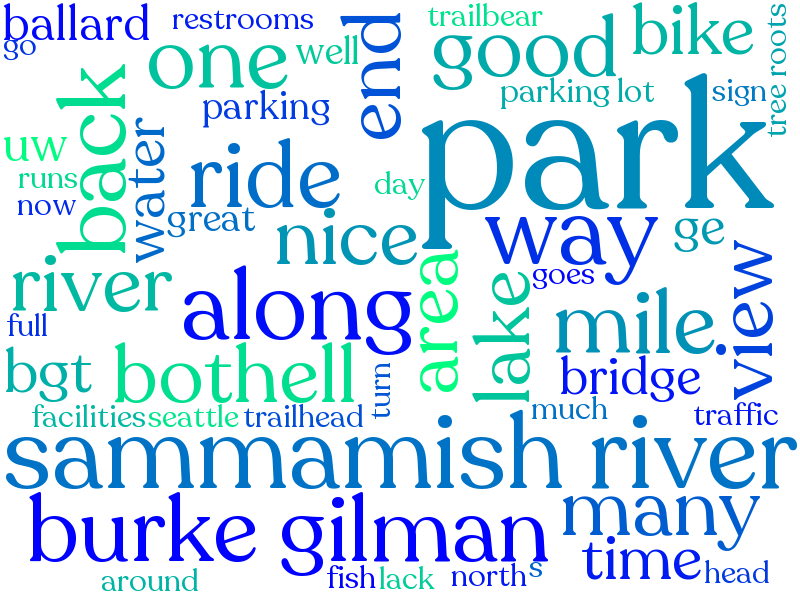 ballard
restrooms
trailbear
bike
tree roots
go
one
well
end
good
back
parking
parking lot
sign
park
uw
water
ride
day
runs
now
great
nice
way
ge
river
along
area
goes
view
full
lake
mile
bgt
bothell
turn
bridge
facilities
seattle
trailhead
much
traffic
sammamish river
burke gilman
many
time
around
fish
lack
north
s
head